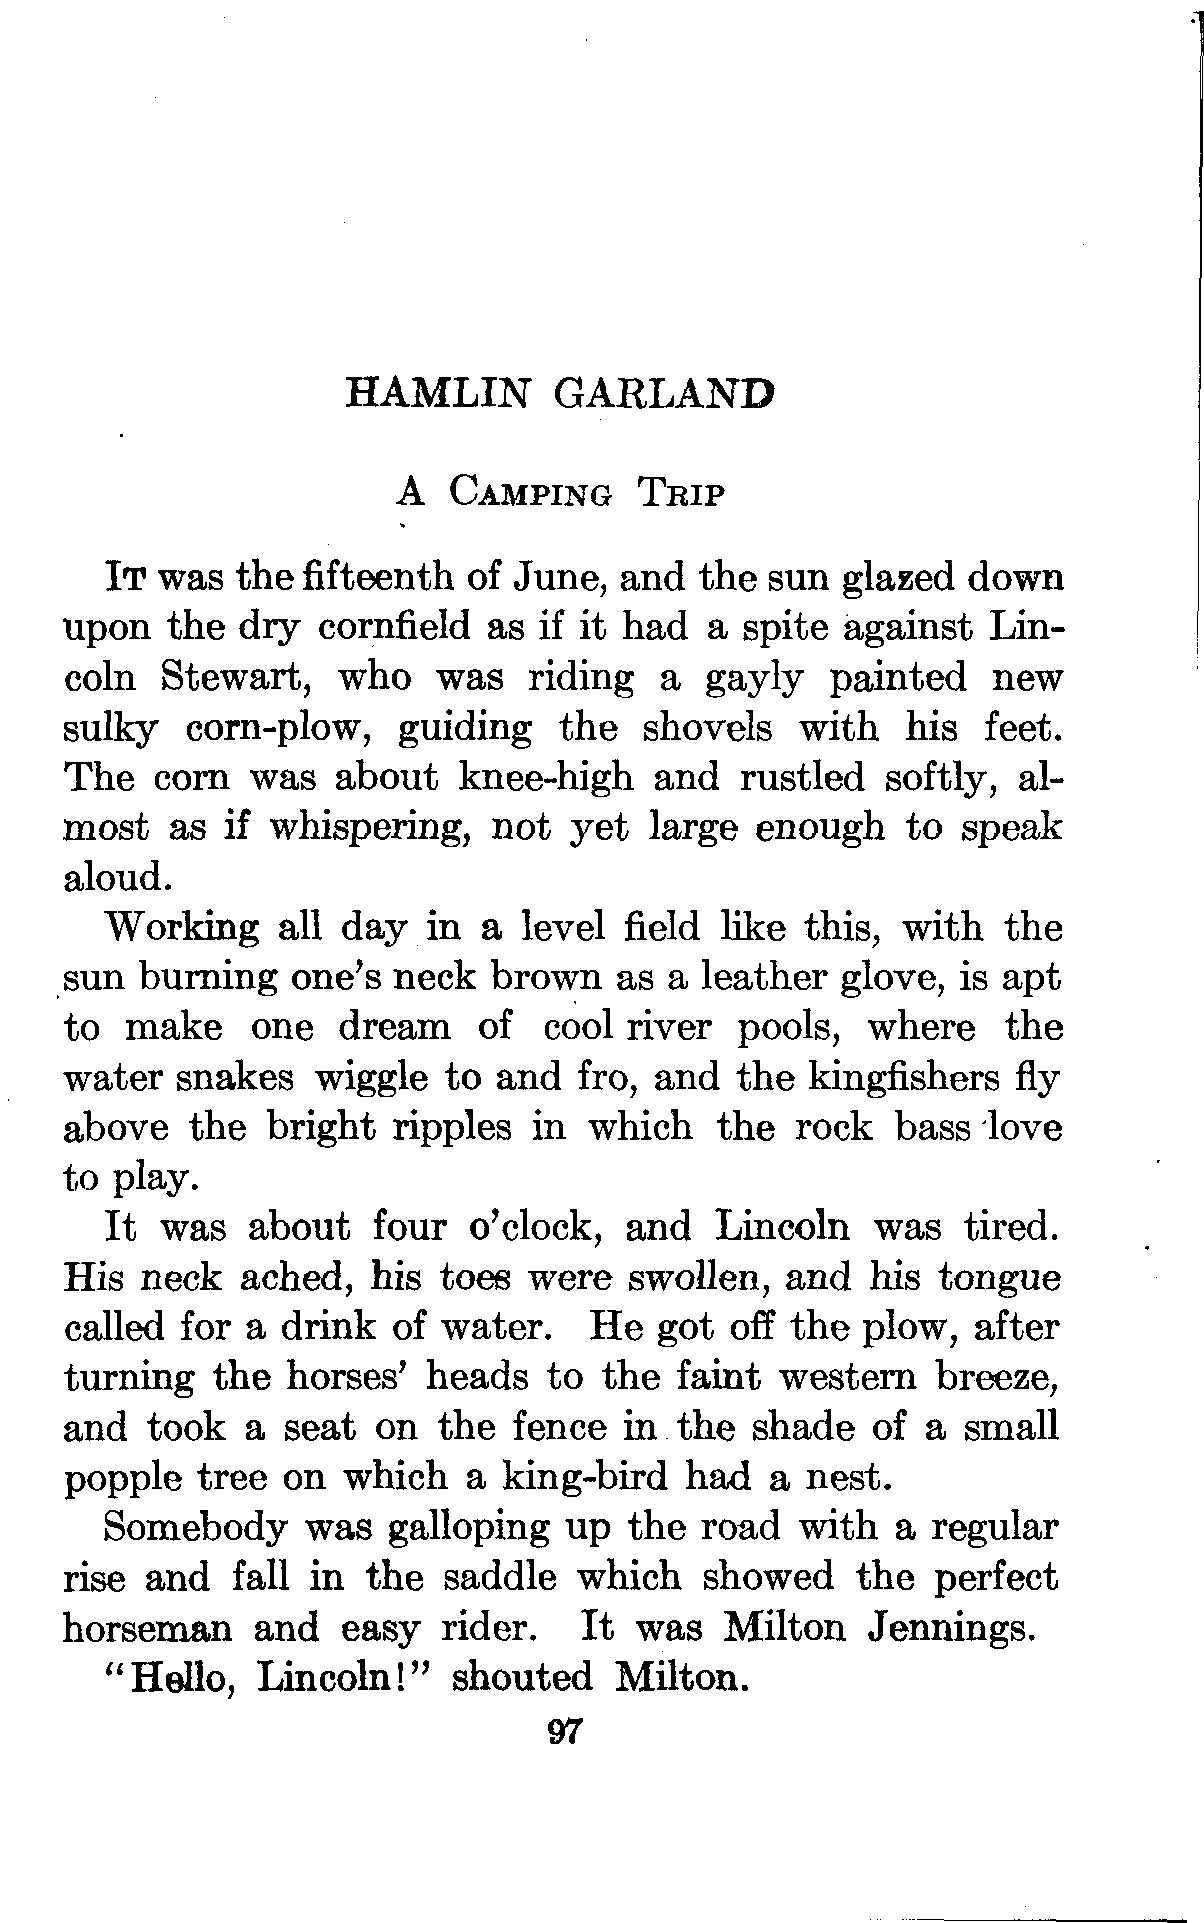 HAMLIN GARLAND
A CAMPING TRIP
IT was the fifteenth of June, and the sun glazed down
upon the dry cornfield as if it had a spite against Lin-
coln Stewart, who was riding a gayly painted new
sulky corn-plow, guiding the shovels with his feet.
The corn was about knee-high and rustled softly, al-
most as if whispering, not yet large enough to speak
aloud.
Working all day in a level field like this, with the
sun burning one's neck brown as a leather glove, is apt
to make one dream of cool river pools, where the
water snakes wiggle to and fro, and the kingfishers fly
above the bright ripples in which the rock bass love
to play.
It was about four o'clock, and Lincoln was tired.
His neck ached, his toes were swollen, and his tongue
called for a drink of water. He got off the plow, after
turning the horses' heads to the faint western breeze,
and took a seat on the fence in the shade of a small
popple tree on which a king-bird had a nest.
Somebody was galloping up the road with a regular
rise and fall in the saddle which showed the perfect
horseman and easy rider. It was Milton Jennings.
"Hello, Lincoln!" shouted Milton.
97